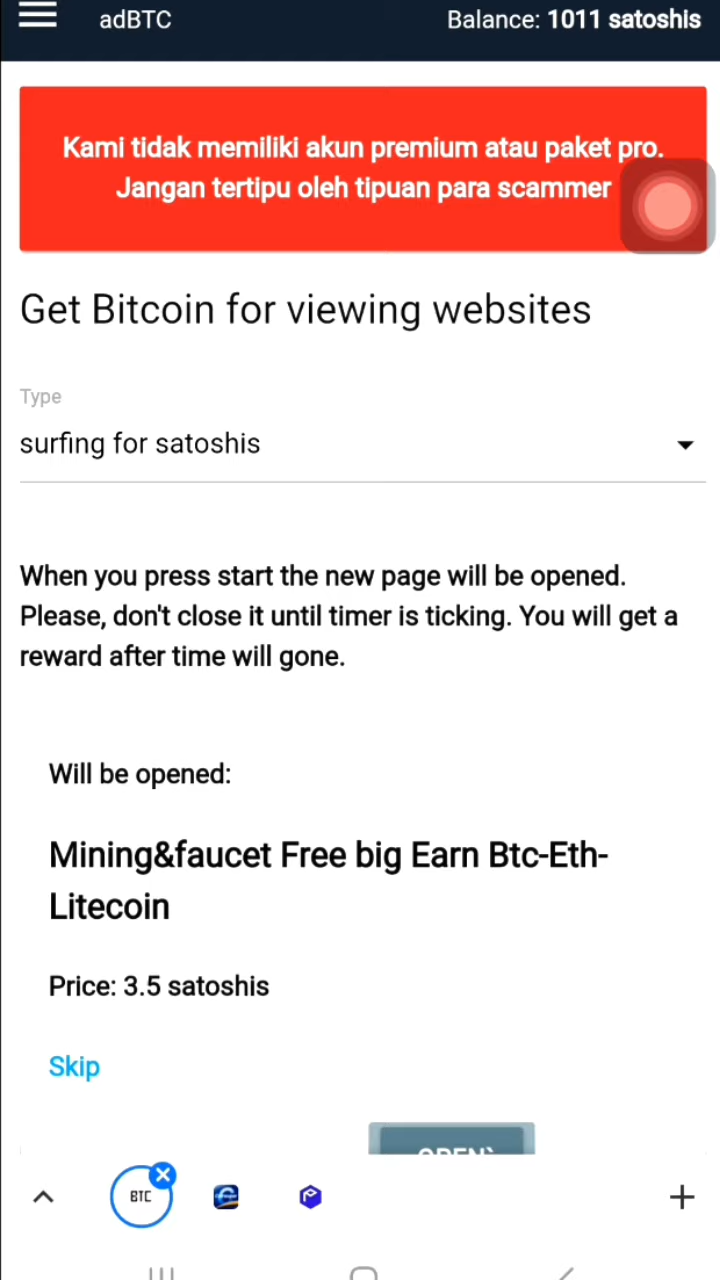 adBTC
Balance: 1011 satoshis
Kami tidak memiliki akun premium atau paket pro.
Jangan tertipu oleh tipuan para scammer
Get Bitcoin for viewing websites
Type
surfing for satoshis
When you press start the new page will be opened.
Please, don't close it until timer is ticking. You will get a
reward after time will gone.
Will be opened:
Mining&faucet Free big Earn Btc-Eh-
Litecoin
Price: 3.5 satoshis
Skip
BTC